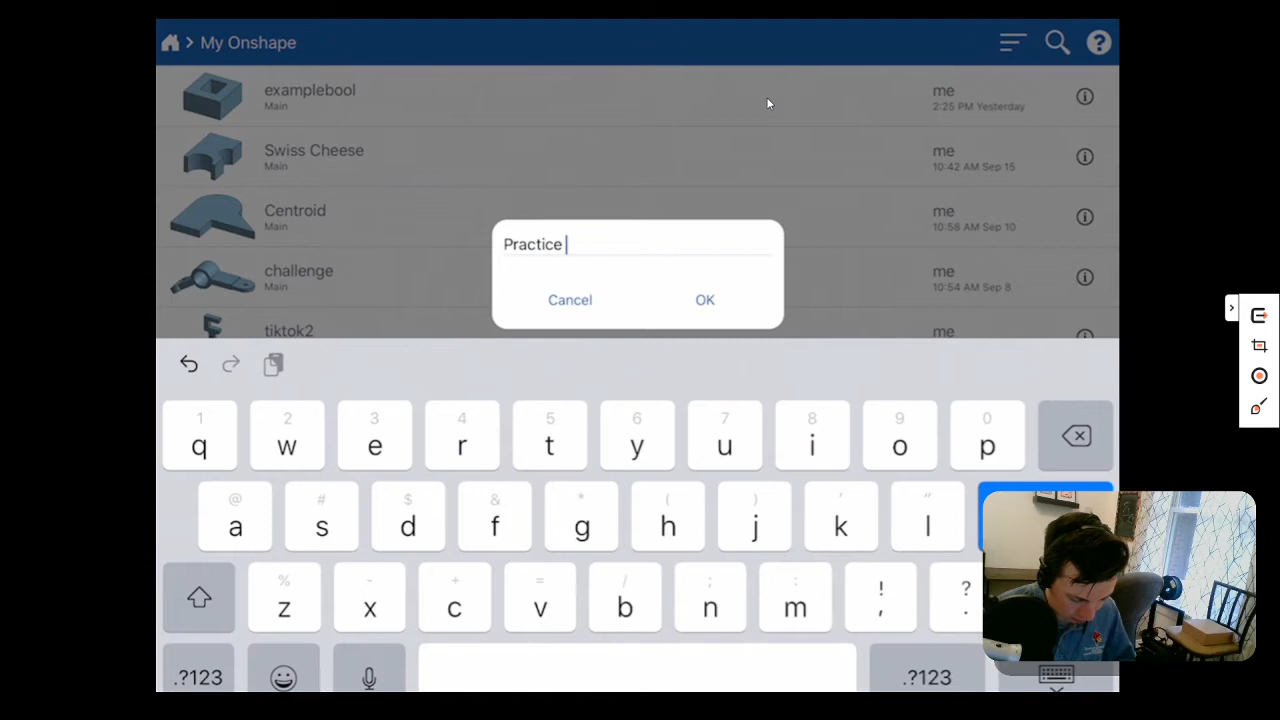 My Onshape
?
examplebool
Main
me
2:25 PM Yesterday
Swiss Cheese
Main
me
10:42 AM Sep 15
Centroid
Main
me
10:58 AM Sep 10
challenge
Main
me
10:54 AM Sep 8
tiktok2
me
Practice
Cancel OK
1 2 3 4 5 6 7 8 9 0
q w e r t y u i o p
@ # $ & * ( ) ' "
a s d f g h j k l
% - + = / ; : ! ?
z x c v b n m , .
.?123 .?123